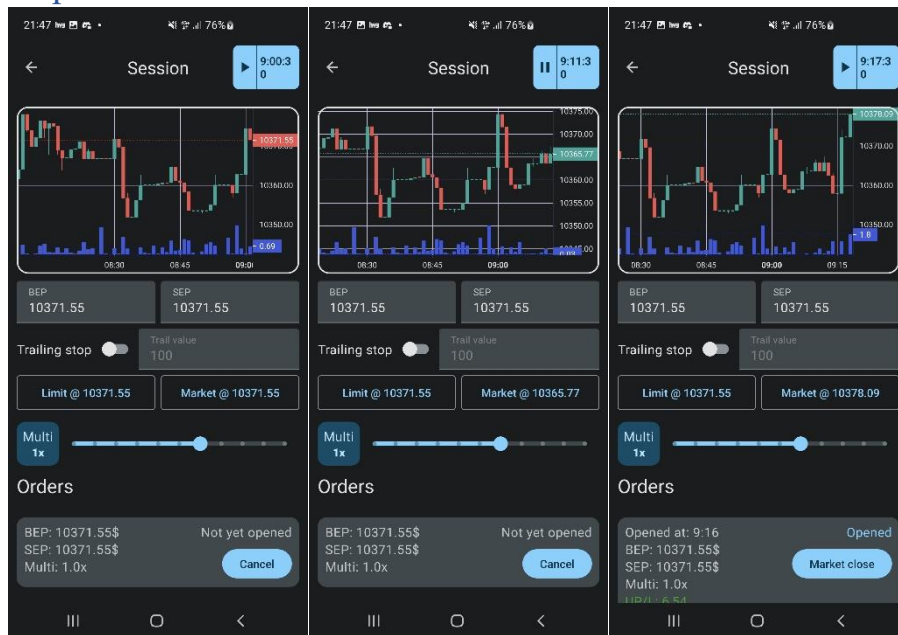 21:47 76%
Session
9:00:3
0
10371.55
10360.00
10350.00
0.69
08:30 08:45 09:0
BEP
10371.55
SEP
10371.55
Trailing stop
Trail value
100
Limit @ 10371.55
Market @ 10371.55
Multi
1x
Orders
BEP: 10371.55$
Not yet opened
SEP: 10371.55$
Multi: 1.0x
Cancel
21:47 76%
Session
9:11:3
0
10375.00
10370.00
10365.77
10360.00
10355.00
10350.00
08:30 08:45 09:00
BEP
10371.55
SEP
10371.55
Trailing stop
Trail value
100
Limit @ 10371.55
Market @ 10365.77
Multi
1x
Orders
BEP: 10371.55$
Not yet opened
SEP: 10371.55$
Multi: 1.0x
Cancel
21:47 76%
Session
9:17:3
0
10378.09
10370.00
10360.00
10350.00
1.8
08:30 08:45 09:00 09:15
BEP
10371.55
SEP
10371.55
Trailing stop
Trail value
100
Limit @ 10371.55
Market @ 10378.09
Multi
1x
Orders
Opened at: 9:16
Opened
BEP: 10371.55$
SEP: 10371.55$
Market close
Multi: 1.0x
UP/L: 6.54